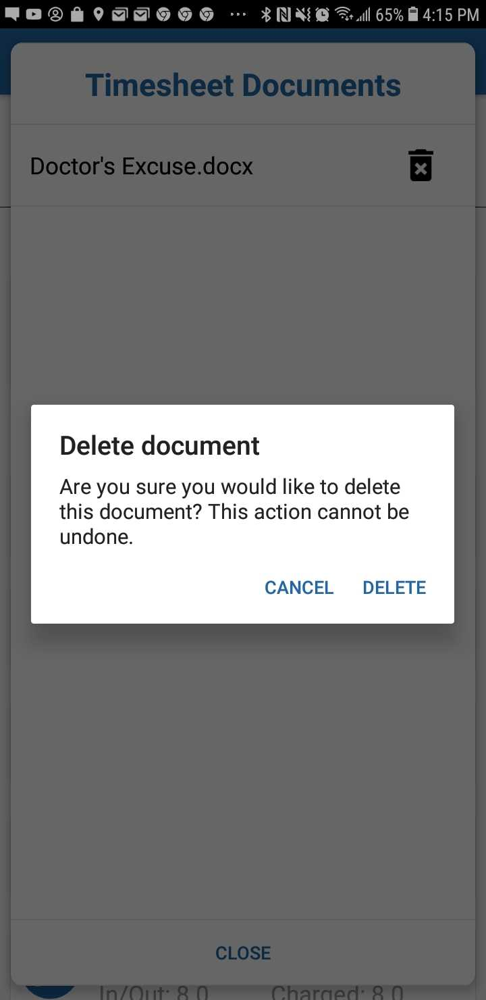 65% 4:15 PM
Timesheet Documents
Doctor's Excuse.docx
Delete document
Are you sure you would like to delete
this document? This action cannot be
undone.
CANCEL DELETE
CLOSE
In/Out: 8.0 Charged: 8.0